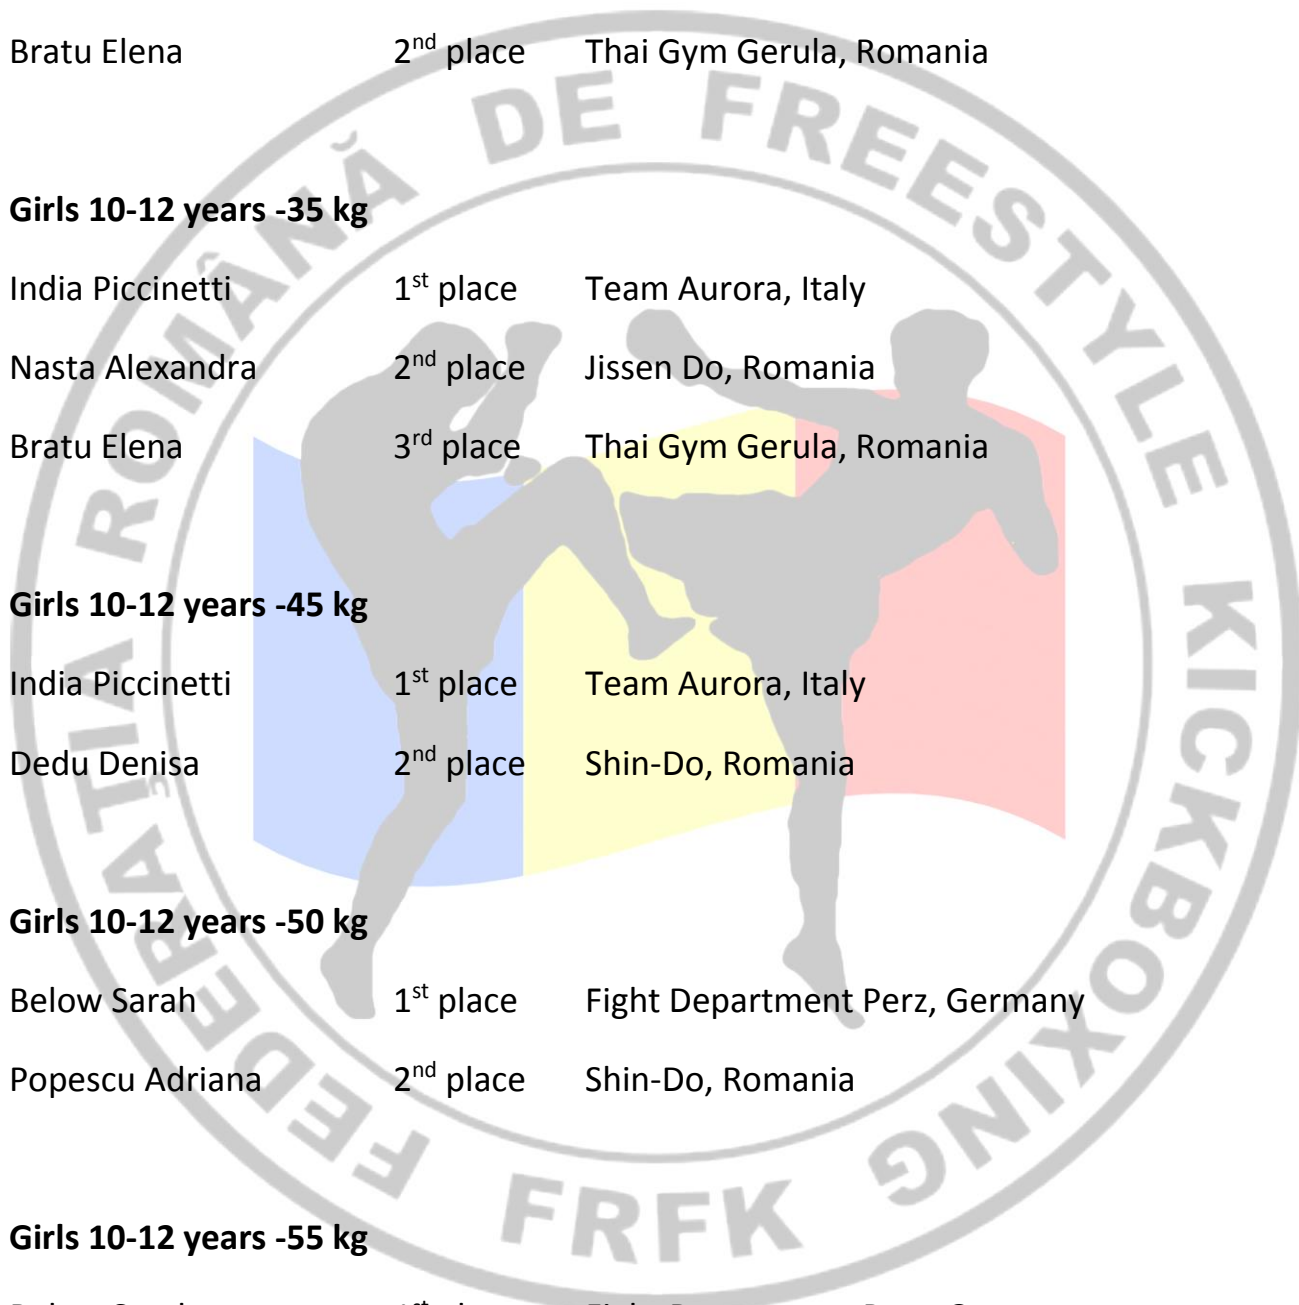 Bratu Elena 2nd place Thai Gym Gerula, Romania
Girls 10-12 years -35 kg
India Piccinetti 1st place Team Aurora, Italy
Nasta Alexandra 2nd place Jissen Do, Romania
Bratu Elena 3rd place Thai Gym Gerula, Romania
Girls 10-12 years -45 kg
India Piccinetti 1st place Team Aurora, Italy
Dedu Denisa 2nd place Shin-Do, Romania
Girls 10-12 years -50 kg
Below Sarah 1st place Fight Department Perz, Germany
Popescu Adriana 2nd place Shin-Do, Romania
Girls 10-12 years -55 kg
FEDERAȚIA ROMÂNĂ DE FREESTYLE KICKBOXING
FRFK